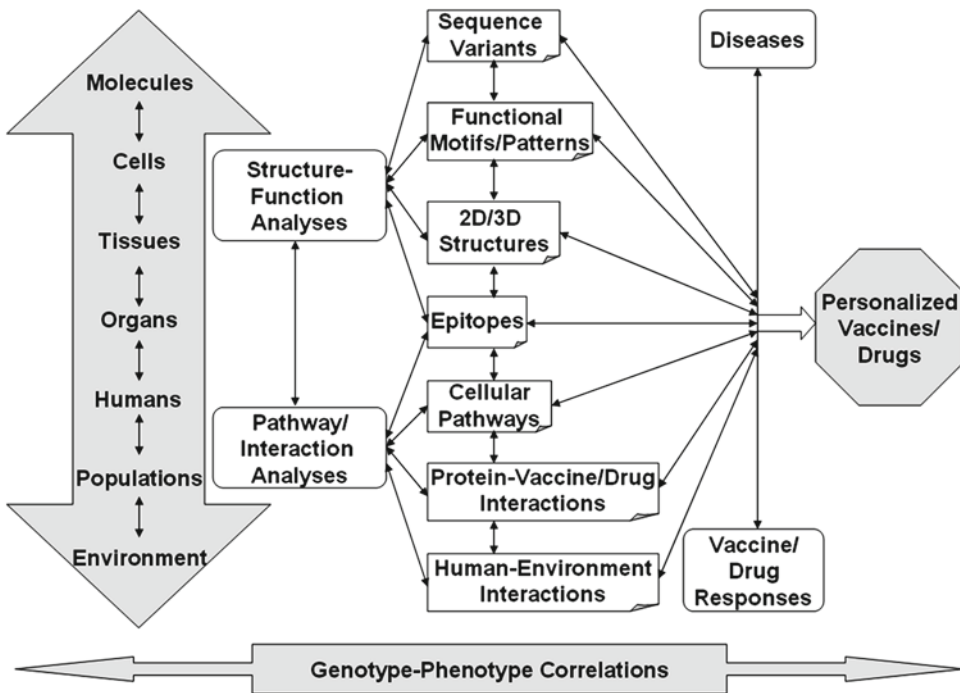 Molecules
Cells
Tissues
Organs
Humans
Populations
Environment
Structure-
Function
Analyses
Pathway/
Interaction
Analyses
Sequence
Variants
Functional
Motifs/Patterns
2D/3D
Structures
Epitopes
Cellular
Pathways
Protein-Vaccine/Drug
Interactions
Human-Environment
Interactions
Diseases
Vaccine/
Drug
Responses
Personalized
Vaccines/
Drugs
Genotype-Phenotype Correlations